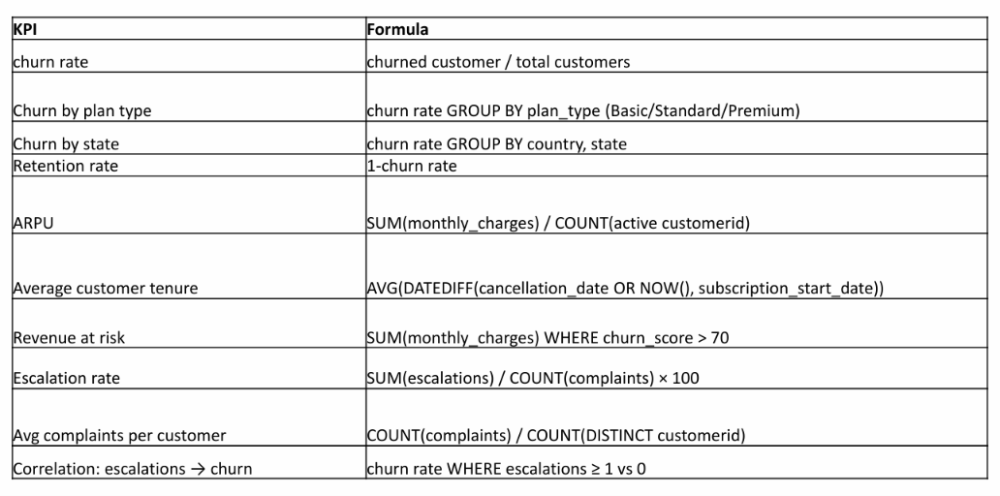 KPI Formula
churn rate churned customer / total customers
Churn by plan type churn rate GROUP BY plan_type (Basic/Standard/Premium)
Churn by state churn rate GROUP BY country, state
Retention rate 1-churn rate
ARPU SUM(monthly_charges) / COUNT(active customerid)
Average customer tenure AVG(DATEDIFF(cancellation_date OR NOW(), subscription_start_date))
Revenue at risk SUM(monthly_charges) WHERE churn_score > 70
Escalation rate SUM(escalations) / COUNT(complaints) × 100
Avg complaints per customer COUNT(complaints) / COUNT(DISTINCT customerid)
Correlation: escalations → churn churn rate WHERE escalations ≥ 1 vs 0